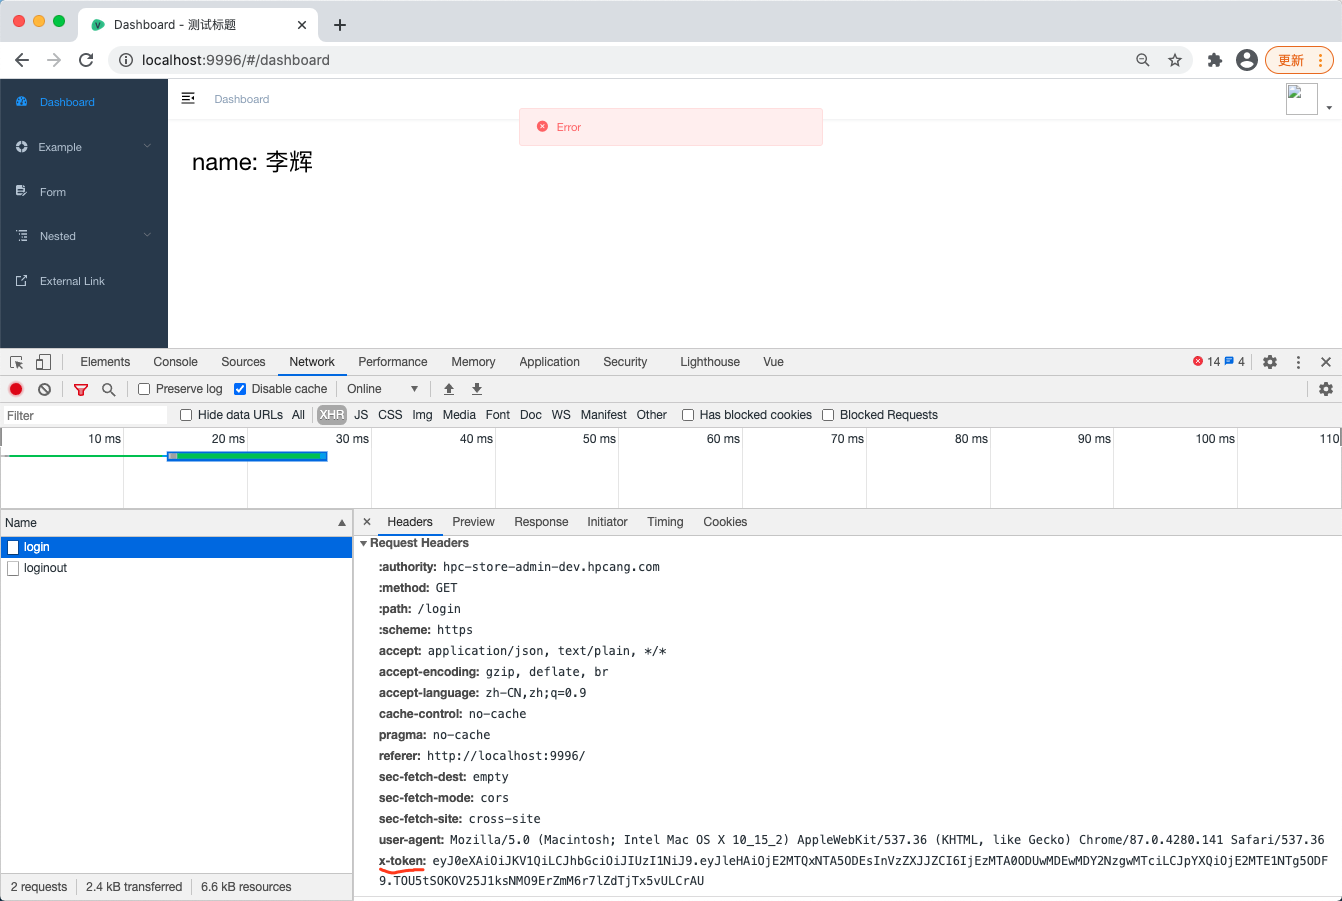 Dashboard - 测试标题
localhost:9996/#/dashboard
更新
Dashboard
Example
Form
Nested
External Link
Dashboard
Error
name: 李辉
Elements Console Sources Network Performance Memory Application Security Lighthouse Vue 14 4
Preserve log Disable cache Online
Filter Hide data URLs All XHR JS CSS Img Media Font Doc WS Manifest Other Has blocked cookies Blocked Requests
10 ms 20 ms 30 ms 40 ms 50 ms 60 ms 70 ms 80 ms 90 ms 100 ms 110
Name
login
loginout
2 requests 2.4 kB transferred 6.6 kB resources
Headers Preview Response Initiator Timing Cookies
Request Headers
:authority: hpc-store-admin-dev.hpcang.com
:method: GET
:path: /login
:scheme: https
accept: application/json, text/plain, */*
accept-encoding: gzip, deflate, br
accept-language: zh-CN,zh;q=0.9
cache-control: no-cache
pragma: no-cache
referer: http://localhost:9996/
sec-fetch-dest: empty
sec-fetch-mode: cors
sec-fetch-site: cross-site
user-agent: Mozilla/5.0 (Macintosh; Intel Mac OS X 10_15_2) AppleWebKit/537.36 (KHTML, like Gecko) Chrome/87.0.4280.141 Safari/537.36
x-token: eyJ0eXAiOiJKV1QiLCJhbGciOiJIUzI1NiJ9.eyJleHAiOjE2MTQxNTA5ODEsInVzZXJJZCI6IjEzMTA0ODUwMDEwMDY2NzgwMTciLCJpYXQiOjE2MTE1NTg5ODF
9.TOU5tSOKOV25J1ksNMO9ErZmM6r7lZdTjTx5vULCrAU